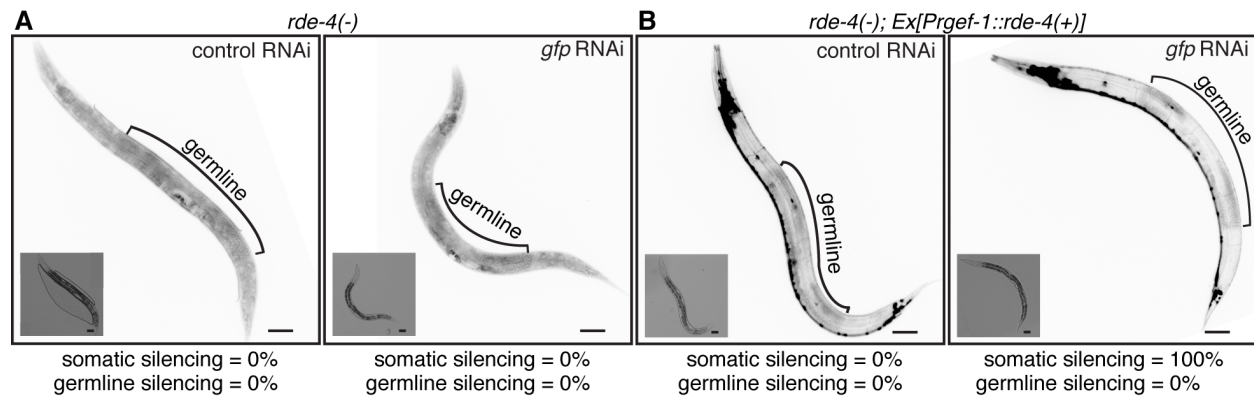 A
rde-4(-)
control RNAi
germline
somatic silencing = 0%
germline silencing = 0%
gfp RNAi
germline
somatic silencing = 0%
germline silencing = 0%
B
rde-4(-); Ex[Prgef-1::rde-4(+)]
control RNAi
germline
somatic silencing = 0%
germline silencing = 0%
gfp RNAi
germline
somatic silencing = 100%
germline silencing = 0%